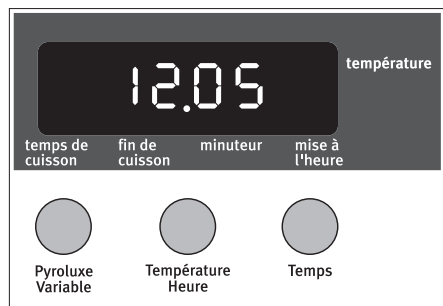 12.05
température
temps de
cuisson
fin de
cuisson
minuteur
mise à
l'heure
Pyroluxe
Variable
Température
Heure
Temps